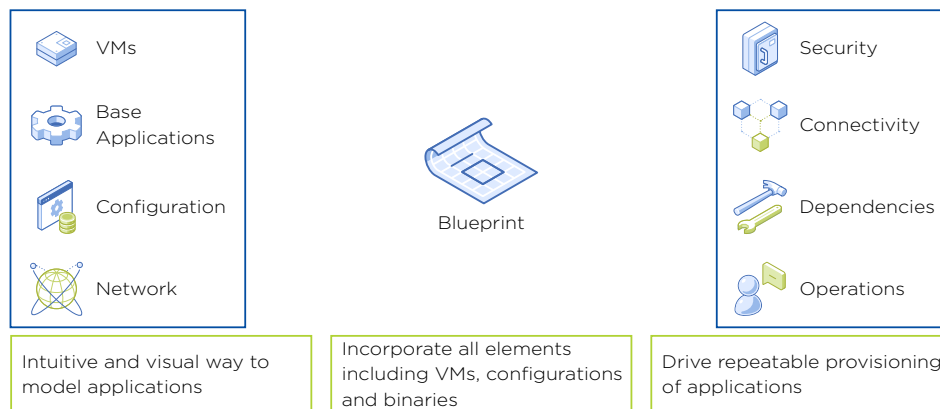 VMs
Base
Applications
Configuration
Network
Blueprint
Security
Connectivity
Dependencies
Operations
Intuitive and visual way to
model applications
Incorporate all elements
including VMs, configurations
and binaries
Drive repeatable provisioning
of applications